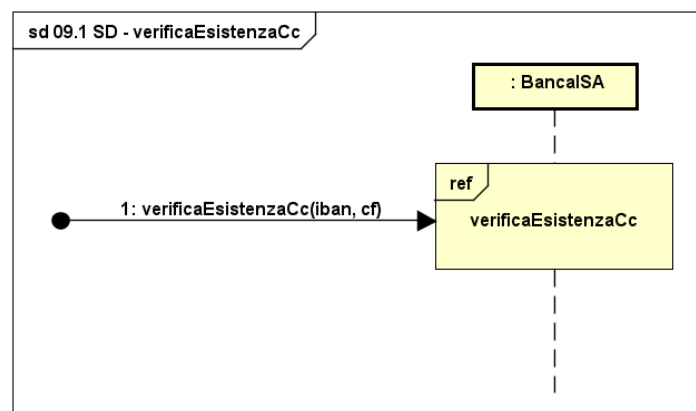 sd 09.1 SD - verificaEsistenzaCc
: BancaISA
ref
1: verificaEsistenzaCc(iban, cf)
verificaEsistenzaCc